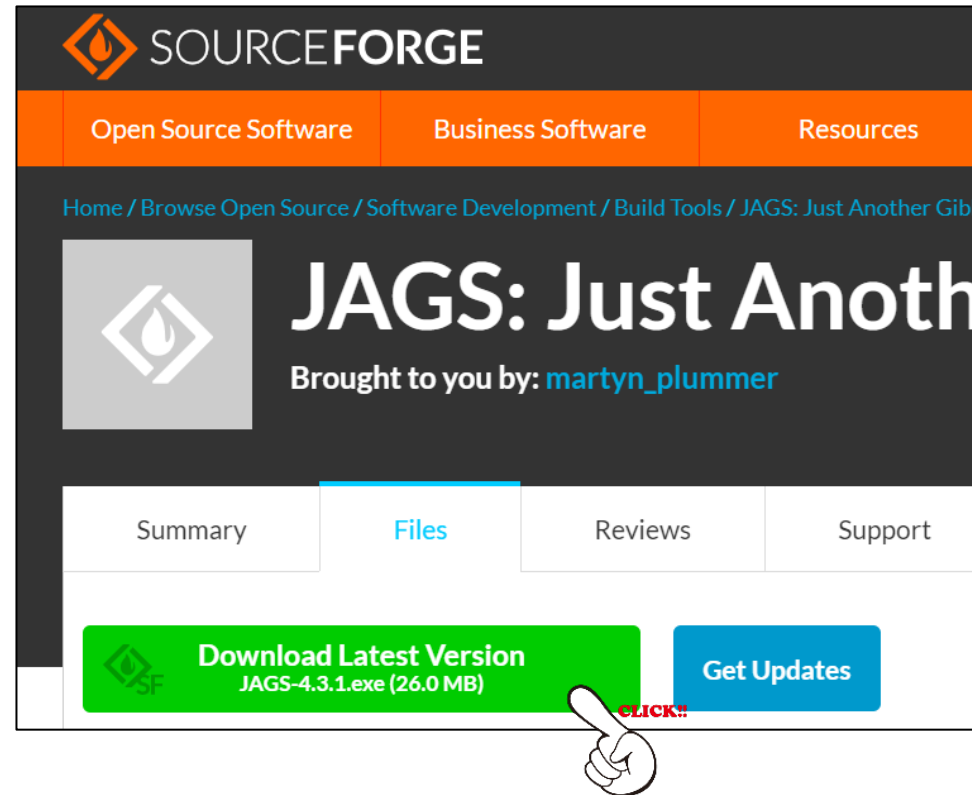 SOURCEFORGE
Open Source Software Business Software Resources
Home / Browse Open Source / Software Development / Build Tools / JAGS: Just Another Gib
JAGS: Just Anoth
Brought to you by: martyn_plummer
Summary Files Reviews Support
SF
Download Latest Version
JAGS-4.3.1.exe (26.0 MB)
Get Updates
CLICK!!